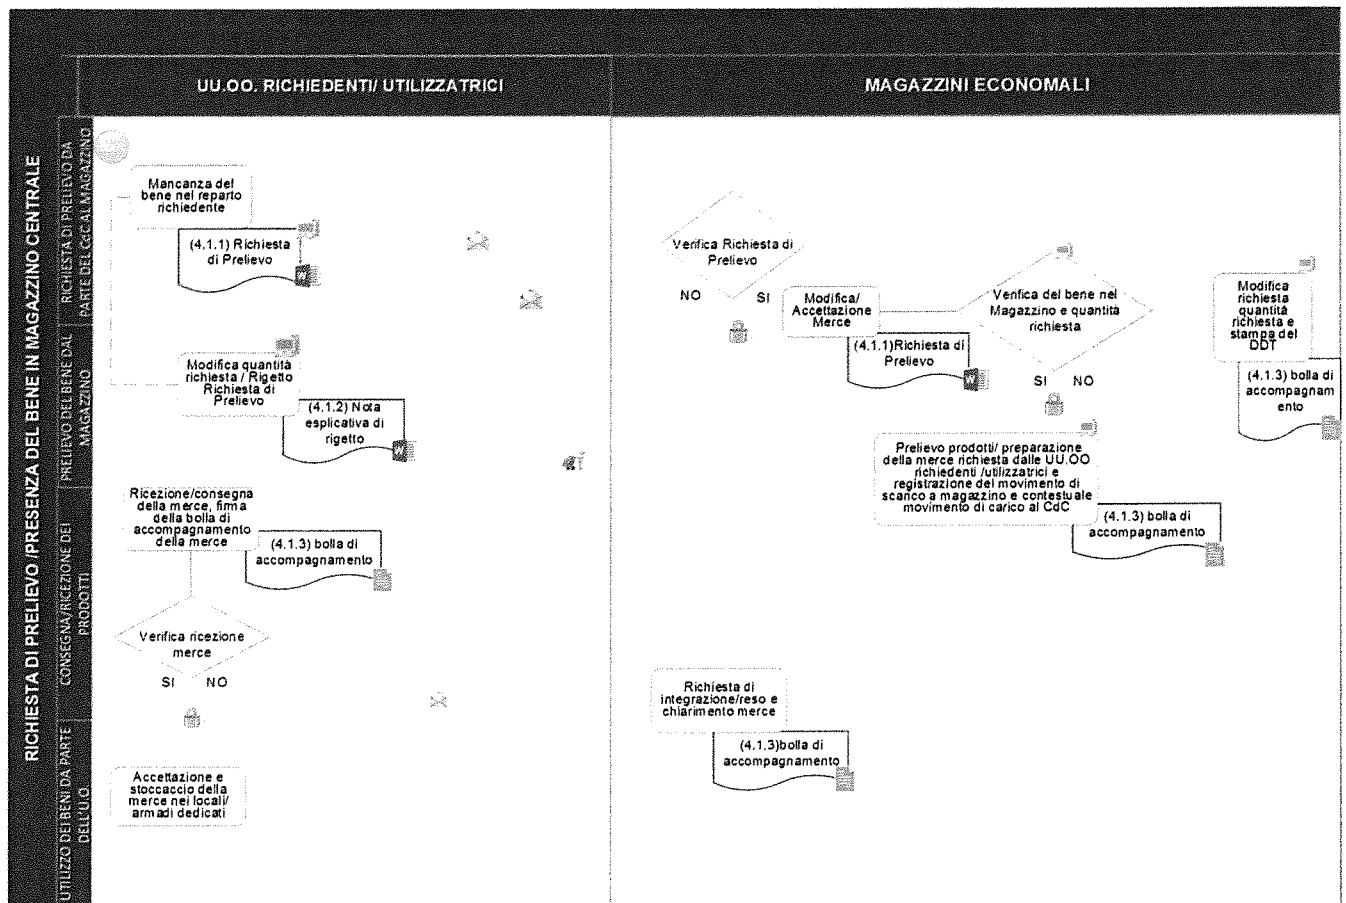 UU.OO. RICHIEDENTI/ UTILIZZATRICI
MAGAZZINI ECONOMALI
RICHIESTA DI PRELIEVO /PRESENZA DEL BENE IN MAGAZZINO CENTRALE
RICHIESTA DI PRELIEVO DA
PARTE DEL CdC AL MAGAZZINO
PRELIEVO DEL BENE DAL
MAGAZZINO
CONSEGNA/RICEZIONE DEI
PRODOTTI
UTILIZZO DEI BENI DA PARTE
DELL'U.O.
Mancanza del
bene nel reparto
richiedente
(4.1.1) Richiesta
di Prelievo
Modifica quantità
richiesta / Rigetto
Richiesta di
Prelievo
(4.1.2) Nota
esplicativa di
rigetto
Ricezione/consegna
della merce, firma
della bolla di
accompagnamento
della merce
(4.1.3) bolla di
accompagnamento
Verifica ricezione
merce
SI NO
Accettazione e
stoccaccio della
merce nei locali/
armadi dedicati
Verifica Richiesta di
Prelievo
NO SI
Modifica/
Accettazione
Merce
(4.1.1)Richiesta di
Prelievo
Verifica del bene nel
Magazzino e quantità
richiesta
SI NO
Modifica
richiesta
quantità
richiesta e
stampa del
DDT
(4.1.3) bolla di
accompagnam
ento
Prelievo prodotti/ preparazione
della merce richiesta dalle UU.OO
richiedenti /utilizzatrici e
registrazione del movimento di
scarico a magazzino e contestuale
movimento di carico al CdC
(4.1.3) bolla di
accompagnamento
Richiesta di
integrazione/reso e
chiarimento merce
(4.1.3)bolla di
accompagnamento